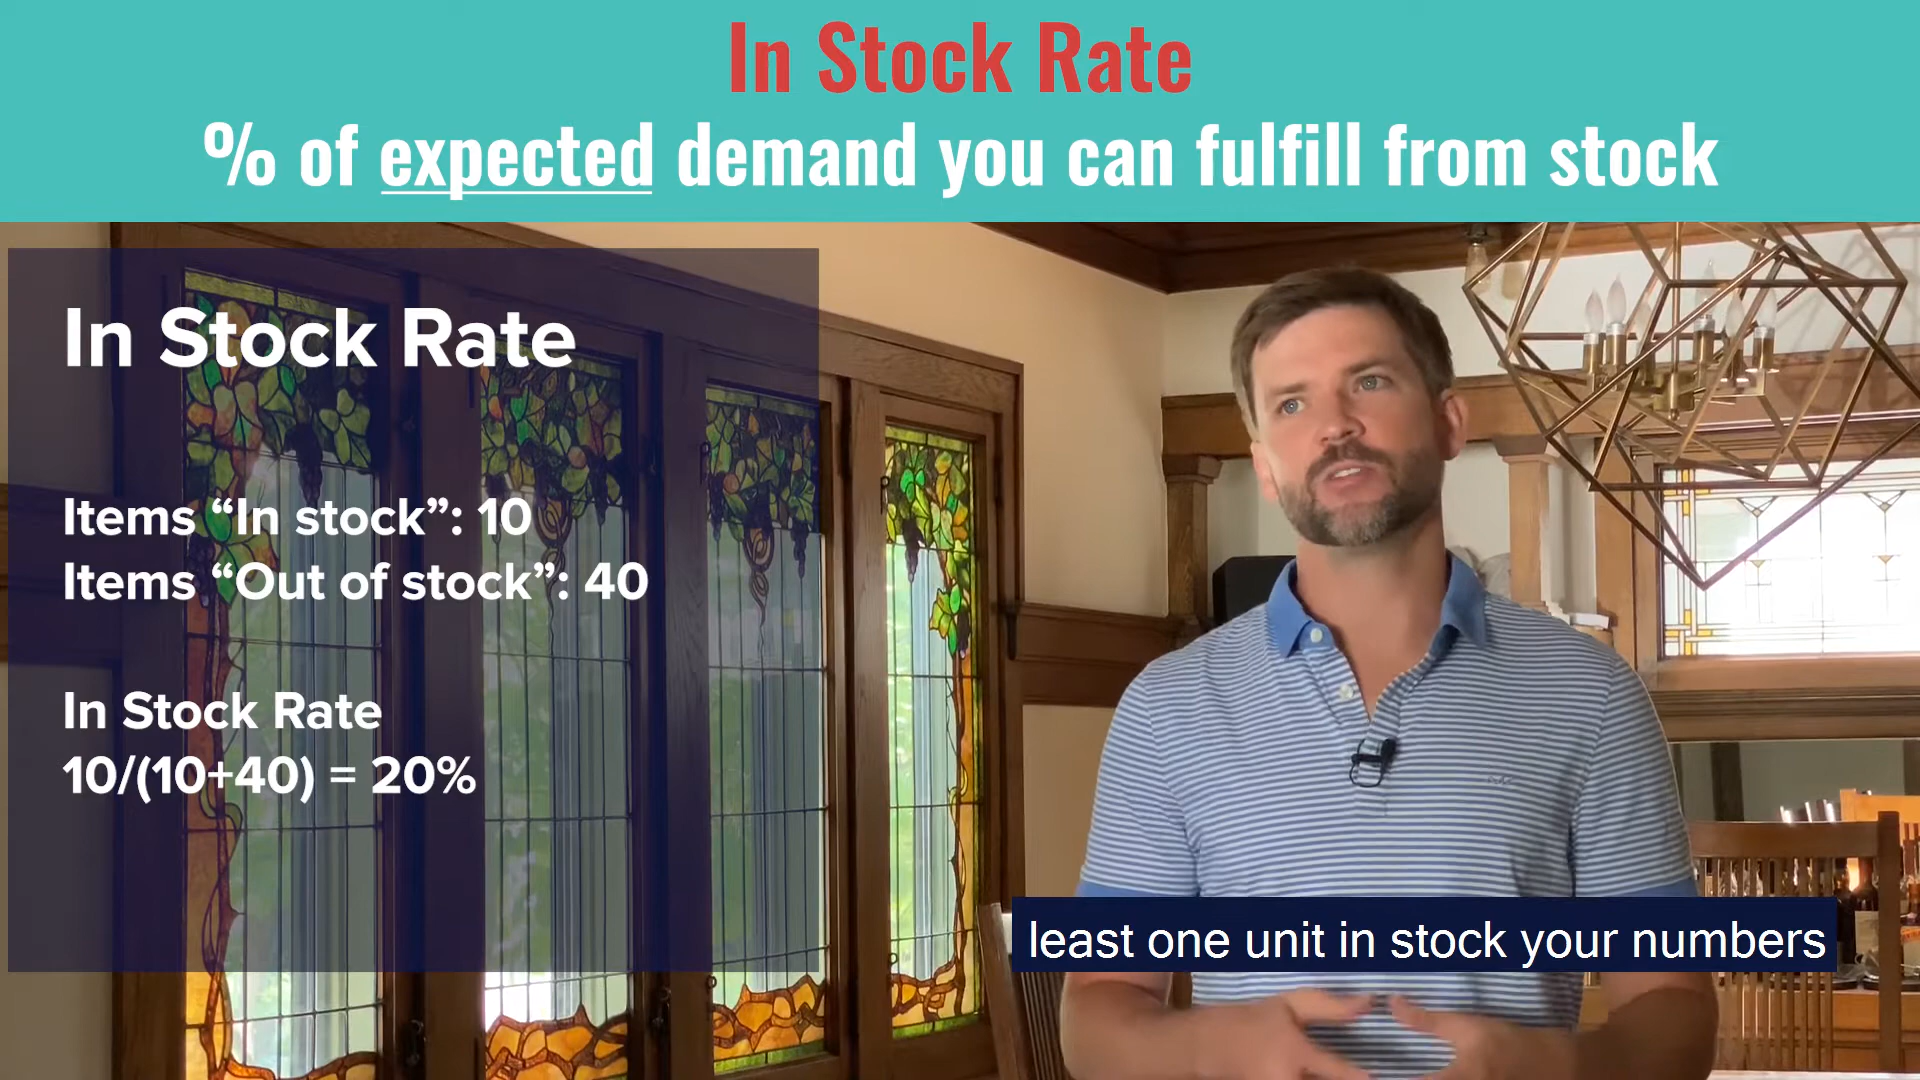 In Stock Rate
% of expected demand you can fulfill from stock
In Stock Rate
Items “In stock”: 10
Items “Out of stock”: 40
In Stock Rate
10/(10+40) = 20%
least one unit in stock your numbers